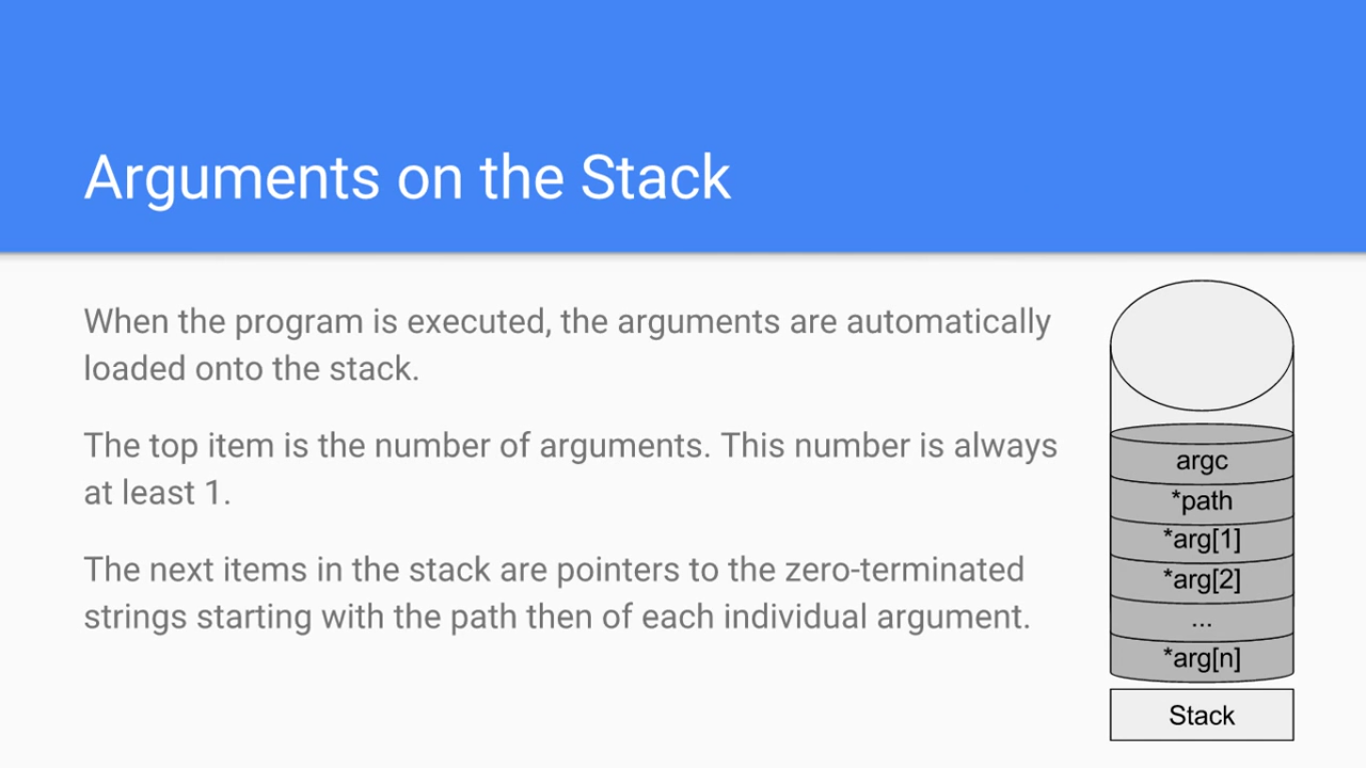 Arguments on the Stack
When the program is executed, the arguments are automatically
loaded onto the stack.
The top item is the number of arguments. This number is always
at least 1.
The next items in the stack are pointers to the zero-terminated
strings starting with the path then of each individual argument.
argc
*path
*arg[1]
*arg[2]
...
*arg[n]
Stack